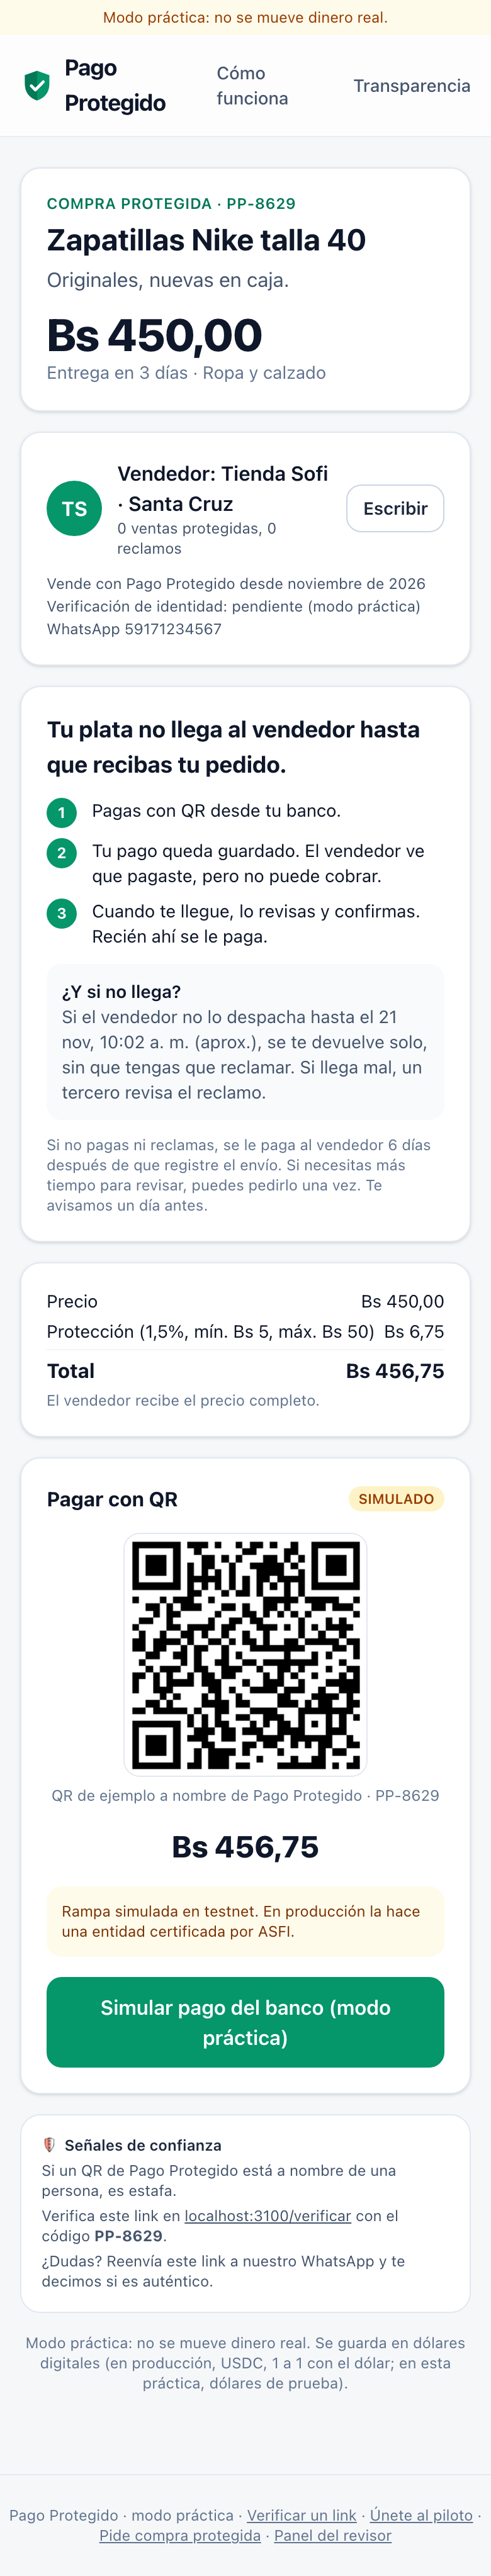 Modo práctica: no se mueve dinero real.
Pago
Protegido
Cómo
funciona
Transparencia
COMPRA PROTEGIDA · PP-8629
Zapatillas Nike talla 40
Originales, nuevas en caja.
Bs 450,00
Entrega en 3 días · Ropa y calzado
TS
Vendedor: Tienda Sofi
· Santa Cruz
0 ventas protegidas, 0
reclamos
Escribir
Vende con Pago Protegido desde noviembre de 2026
Verificación de identidad: pendiente (modo práctica)
WhatsApp 59171234567
Tu plata no llega al vendedor hasta
que recibas tu pedido.
1 Pagas con QR desde tu banco.
2 Tu pago queda guardado. El vendedor ve
que pagaste, pero no puede cobrar.
3 Cuando te llegue, lo revisas y confirmas.
Recién ahí se le paga.
¿Y si no llega?
Si el vendedor no lo despacha hasta el 21
nov, 10:02 a. m. (aprox.), se te devuelve solo,
sin que tengas que reclamar. Si llega mal, un
tercero revisa el reclamo.
Si no pagas ni reclamas, se le paga al vendedor 6 días
después de que registre el envío. Si necesitas más
tiempo para revisar, puedes pedirlo una vez. Te
avisamos un día antes.
Precio Bs 450,00
Protección (1,5%, mín. Bs 5, máx. Bs 50) Bs 6,75
Total Bs 456,75
El vendedor recibe el precio completo.
Pagar con QR
SIMULADO
QR de ejemplo a nombre de Pago Protegido · PP-8629
Bs 456,75
Rampa simulada en testnet. En producción la hace
una entidad certificada por ASFI.
Simular pago del banco (modo
práctica)
Señales de confianza
Si un QR de Pago Protegido está a nombre de una
persona, es estafa.
Verifica este link en localhost:3100/verificar con el
código PP-8629.
¿Dudas? Reenvía este link a nuestro WhatsApp y te
decimos si es auténtico.
Modo práctica: no se mueve dinero real. Se guarda en dólares
digitales (en producción, USDC, 1 a 1 con el dólar; en esta
práctica, dólares de prueba).
Pago Protegido · modo práctica · Verificar un link · Únete al piloto ·
Pide compra protegida · Panel del revisor